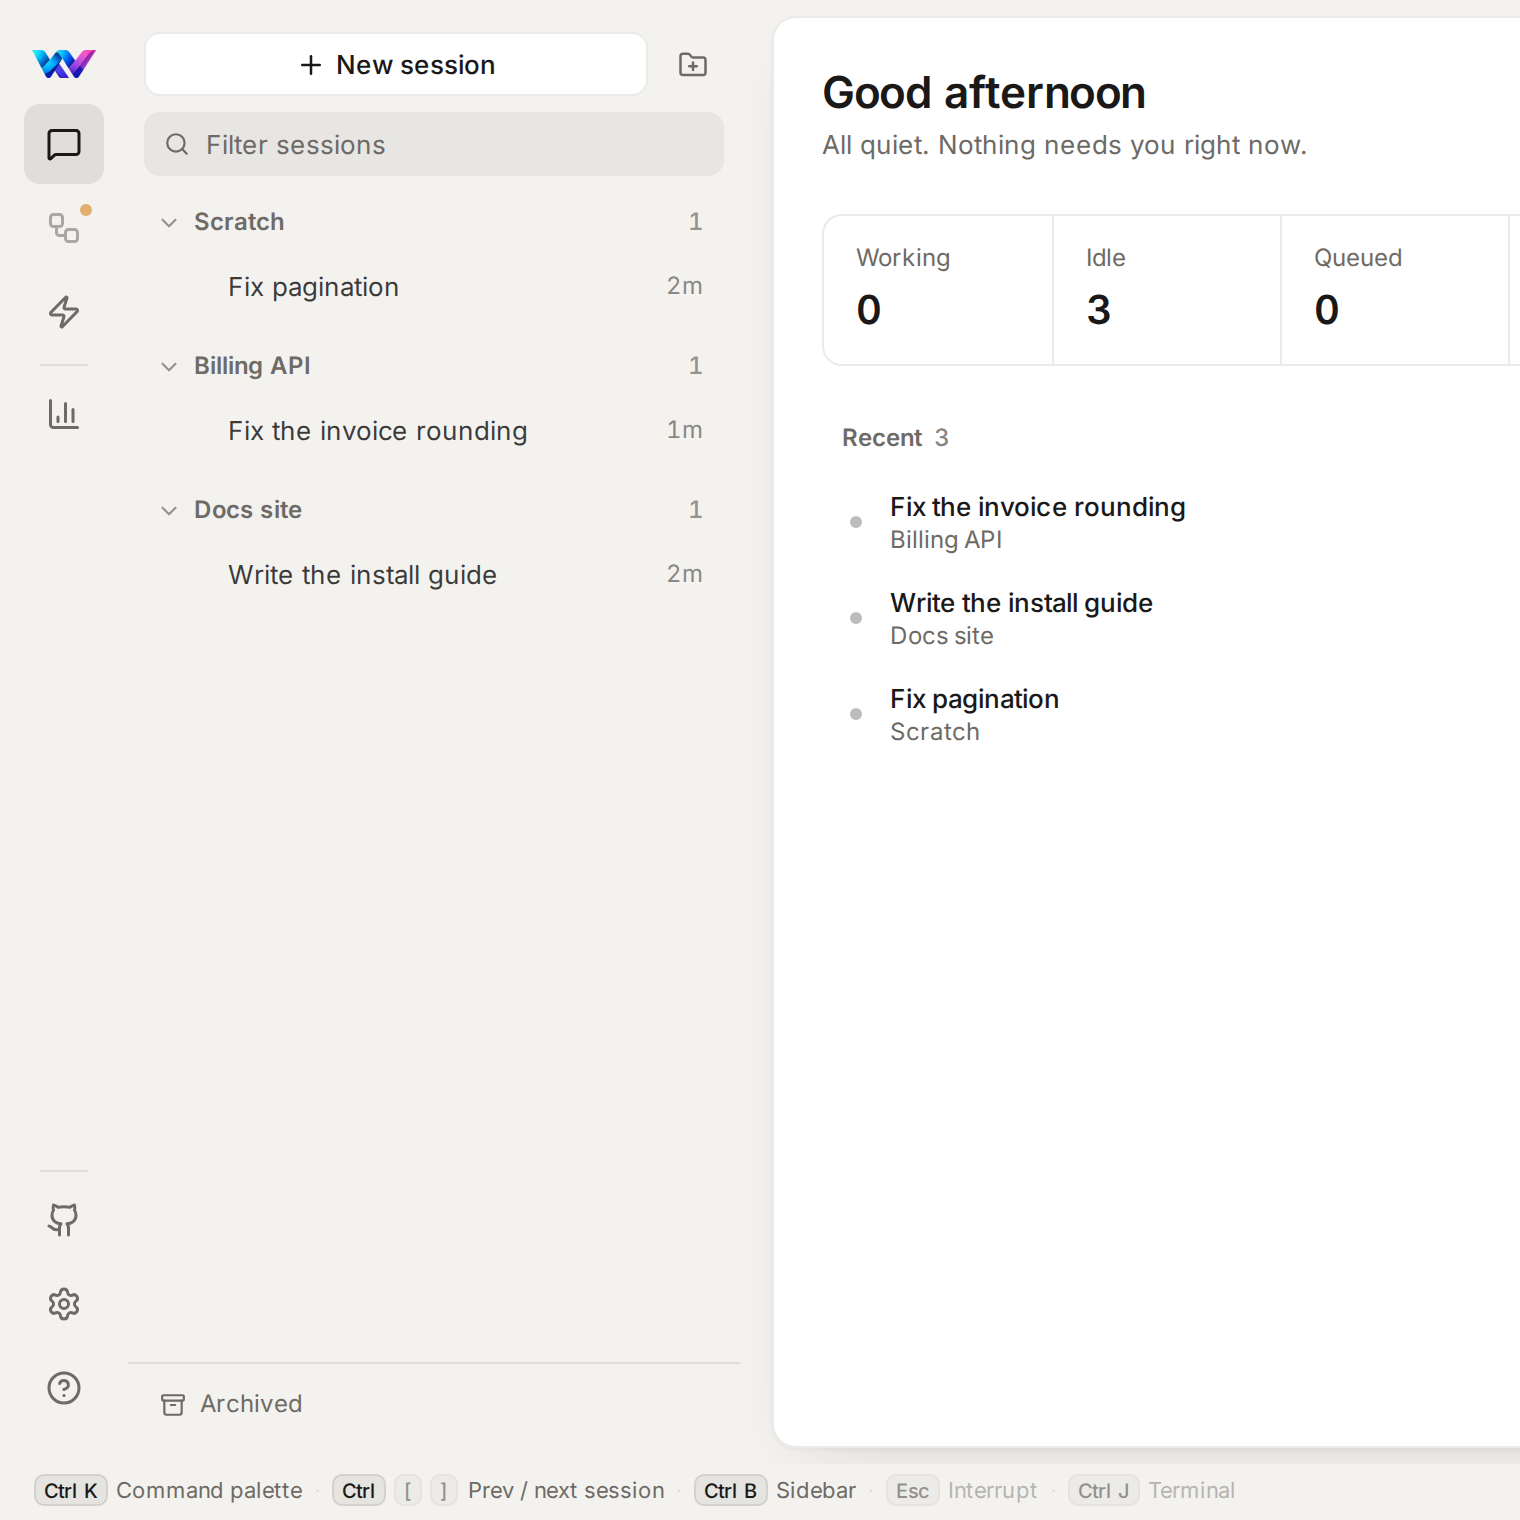 New session
Filter sessions
Scratch 1
Fix pagination 2m
Billing API 1
Fix the invoice rounding 1m
Docs site 1
Write the install guide 2m
Archived
Good afternoon
All quiet. Nothing needs you right now.
Working Idle Queued
0 3 0
Recent 3
Fix the invoice rounding
Billing API
Write the install guide
Docs site
Fix pagination
Scratch
Ctrl K Command palette · Ctrl [ ] Prev / next session · Ctrl B Sidebar · Esc Interrupt · Ctrl J Terminal